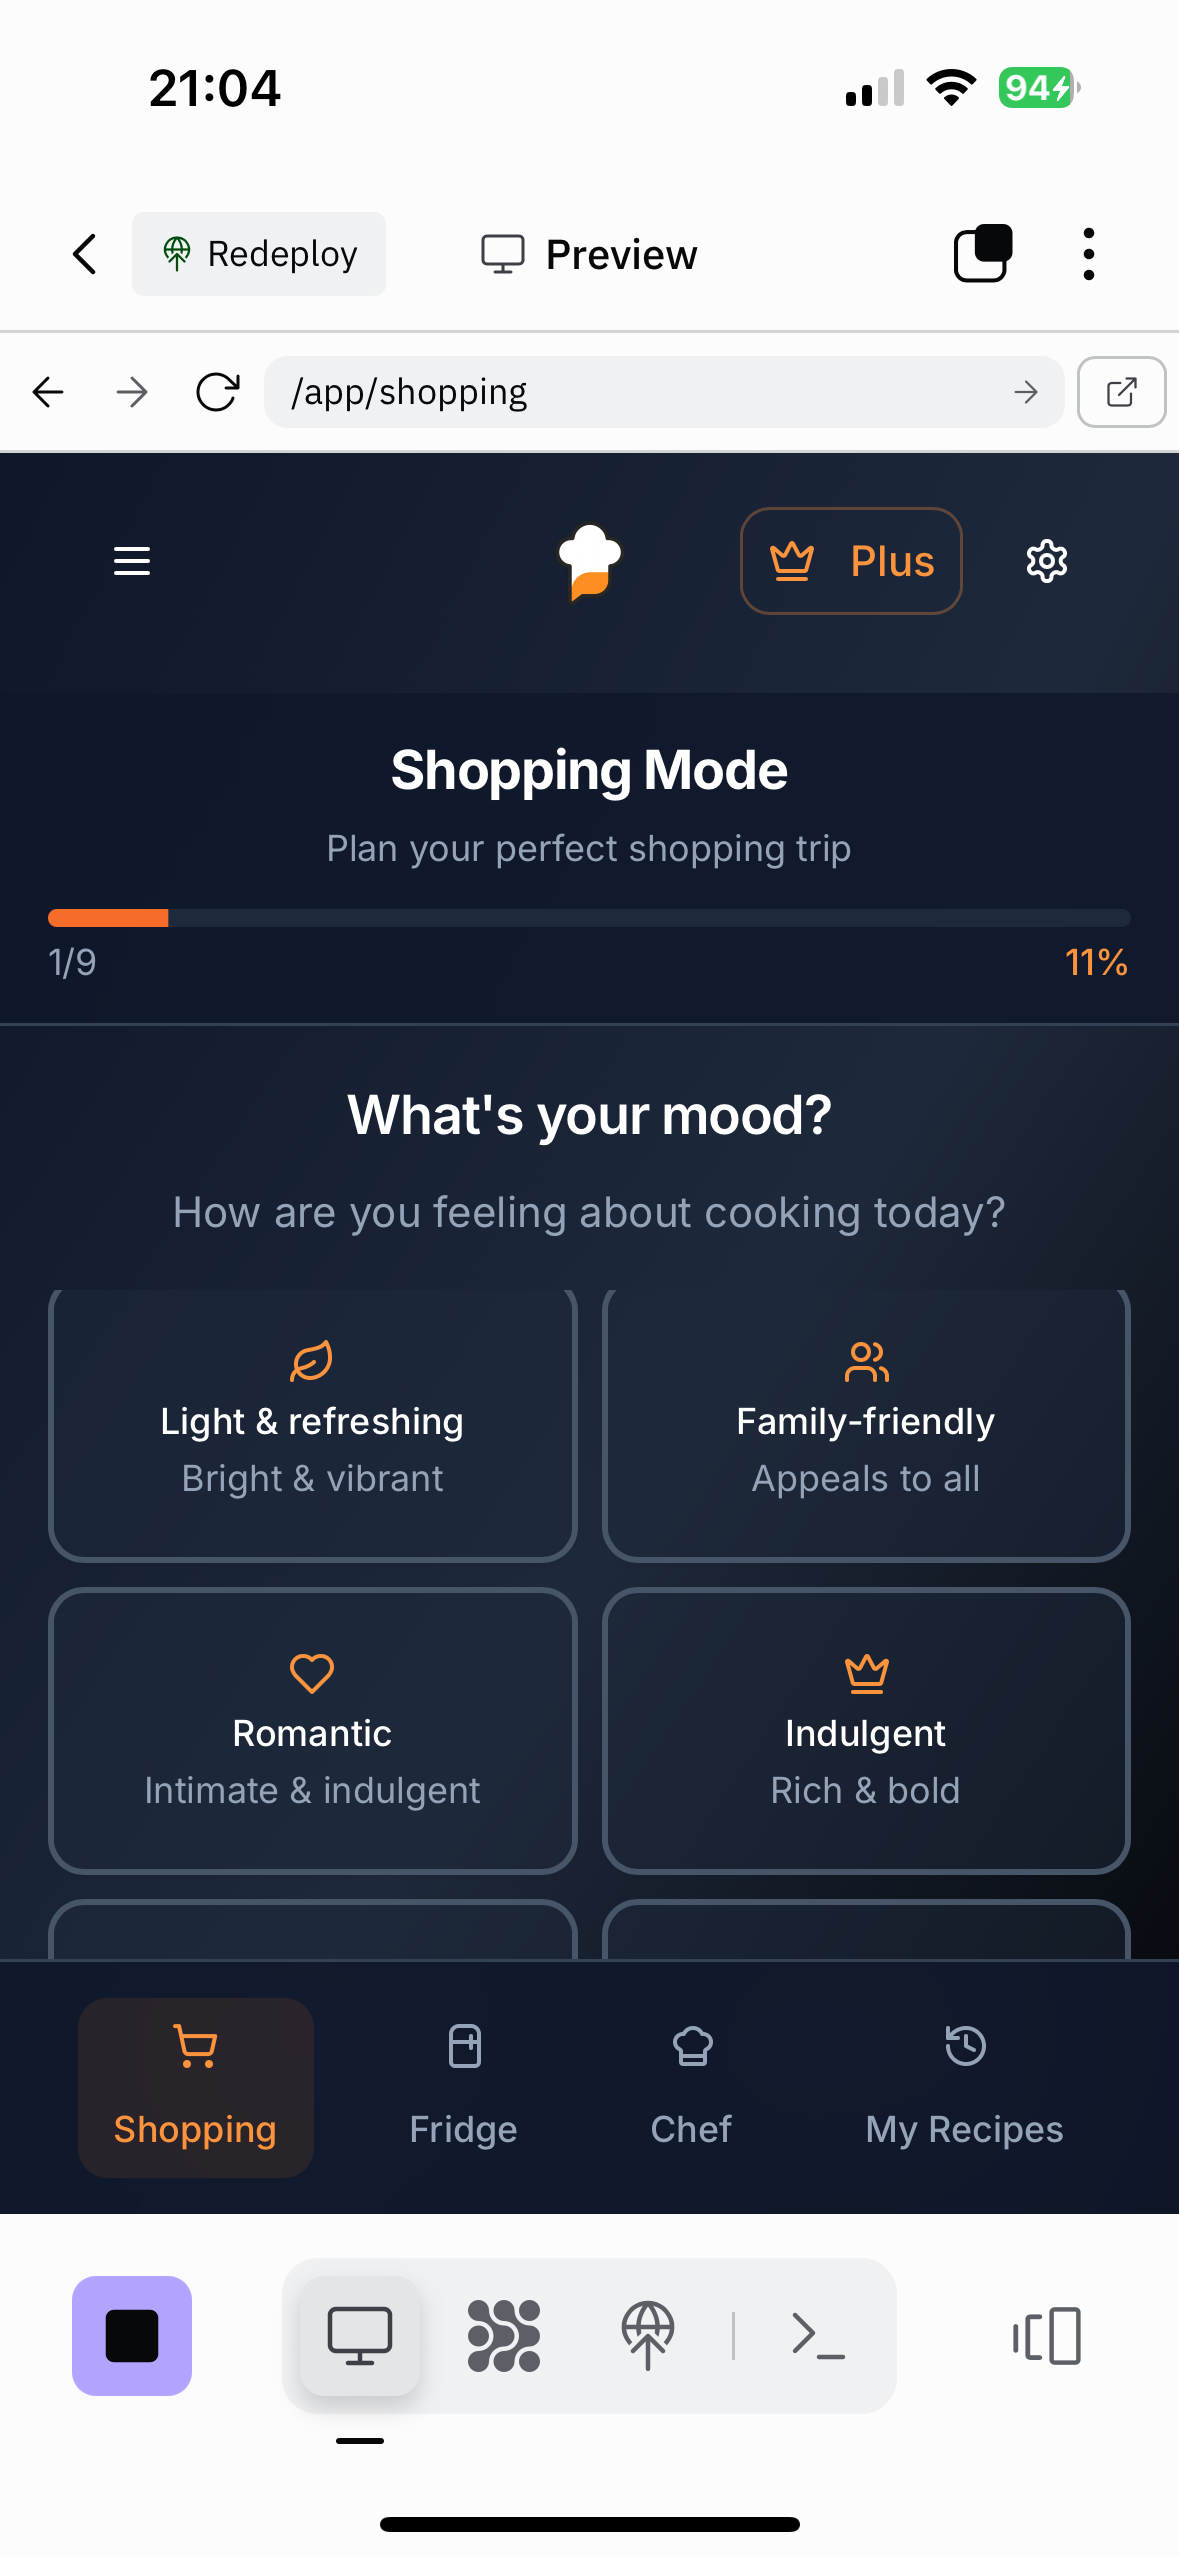 21:04
94
Redeploy
Preview
/app/shopping
Plus
Shopping Mode
Plan your perfect shopping trip
1/9
11%
What's your mood?
How are you feeling about cooking today?
Light & refreshing
Bright & vibrant
Family-friendly
Appeals to all
Romantic
Intimate & indulgent
Indulgent
Rich & bold
Shopping
Fridge
Chef
My Recipes